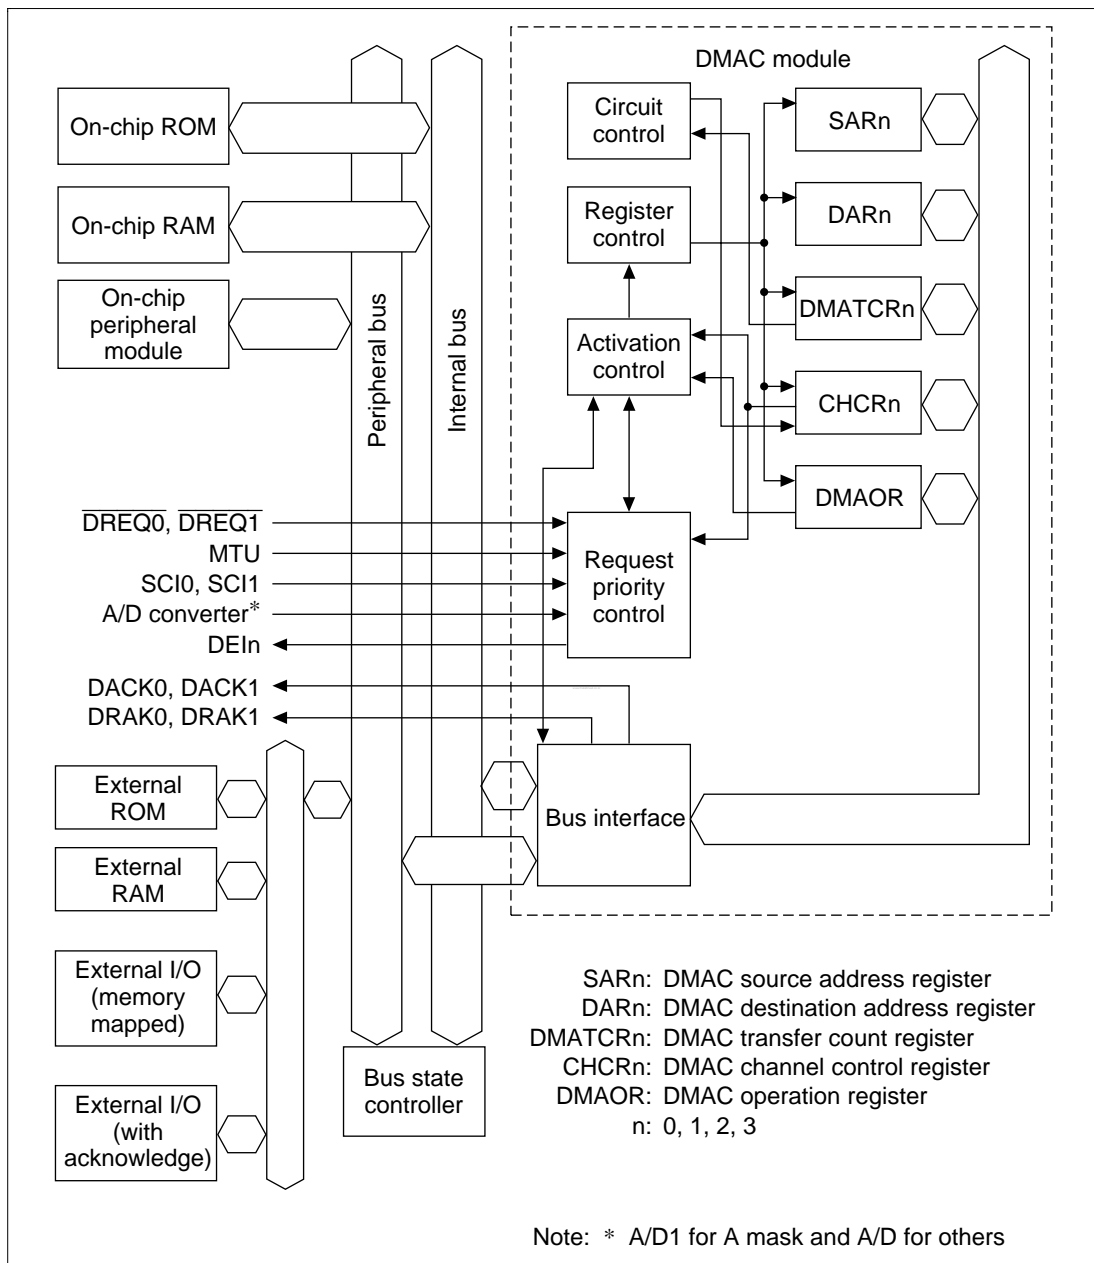 DMAC module
On-chip ROM
Circuit
control
SARn
On-chip RAM
Register
control
DARn
On-chip
peripheral
module
Peripheral bus
Internal bus
Activation
control
DMATCRn
CHCRn
DMAOR
DREQ0, DREQ1
MTU
SCI0, SCI1
A/D converter*
DEIn
Request
priority
control
DACK0, DACK1
DRAK0, DRAK1
External
ROM
Bus interface
External
RAM
External I/O
(memory
mapped)
External I/O
(with
acknowledge)
Bus state
controller
SARn: DMAC source address register
DARn: DMAC destination address register
DMATCRn: DMAC transfer count register
CHCRn: DMAC channel control register
DMAOR: DMAC operation register
n: 0, 1, 2, 3
Note: * A/D1 for A mask and A/D for others